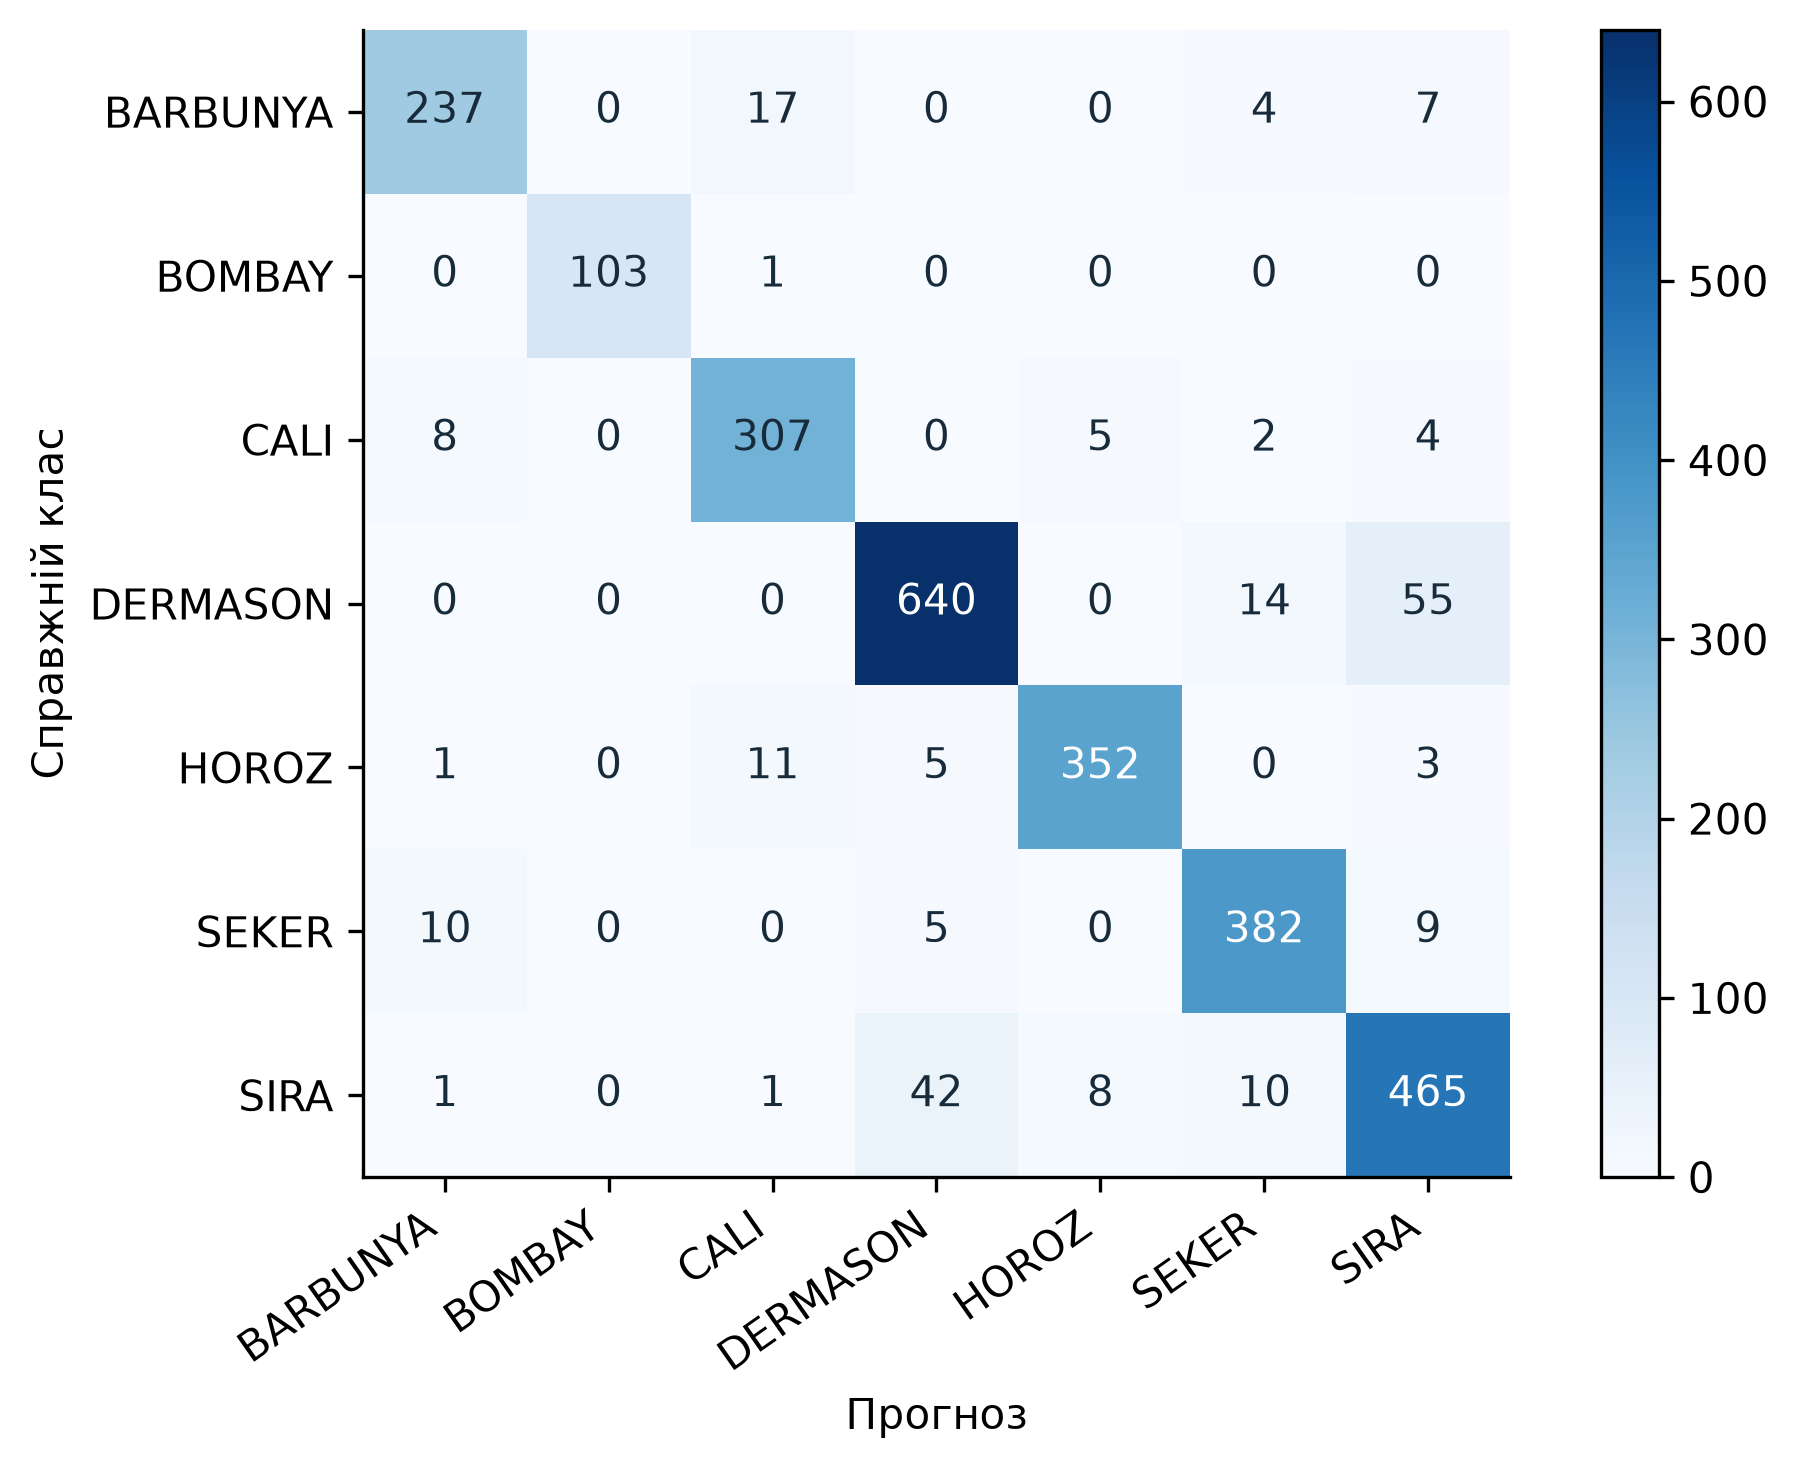 BARBUNYA 237 0 17 0 0 4 7
BOMBAY 0 103 1 0 0 0 0
CALI 8 0 307 0 5 2 4
DERMASON 0 0 0 640 0 14 55
HOROZ 1 0 11 5 352 0 3
SEKER 10 0 0 5 0 382 9
SIRA 1 0 1 42 8 10 465
BARBUNYA BOMBAY CALI DERMASON HOROZ SEKER SIRA
Прогноз
Справжній клас
600
500
400
300
200
100
0